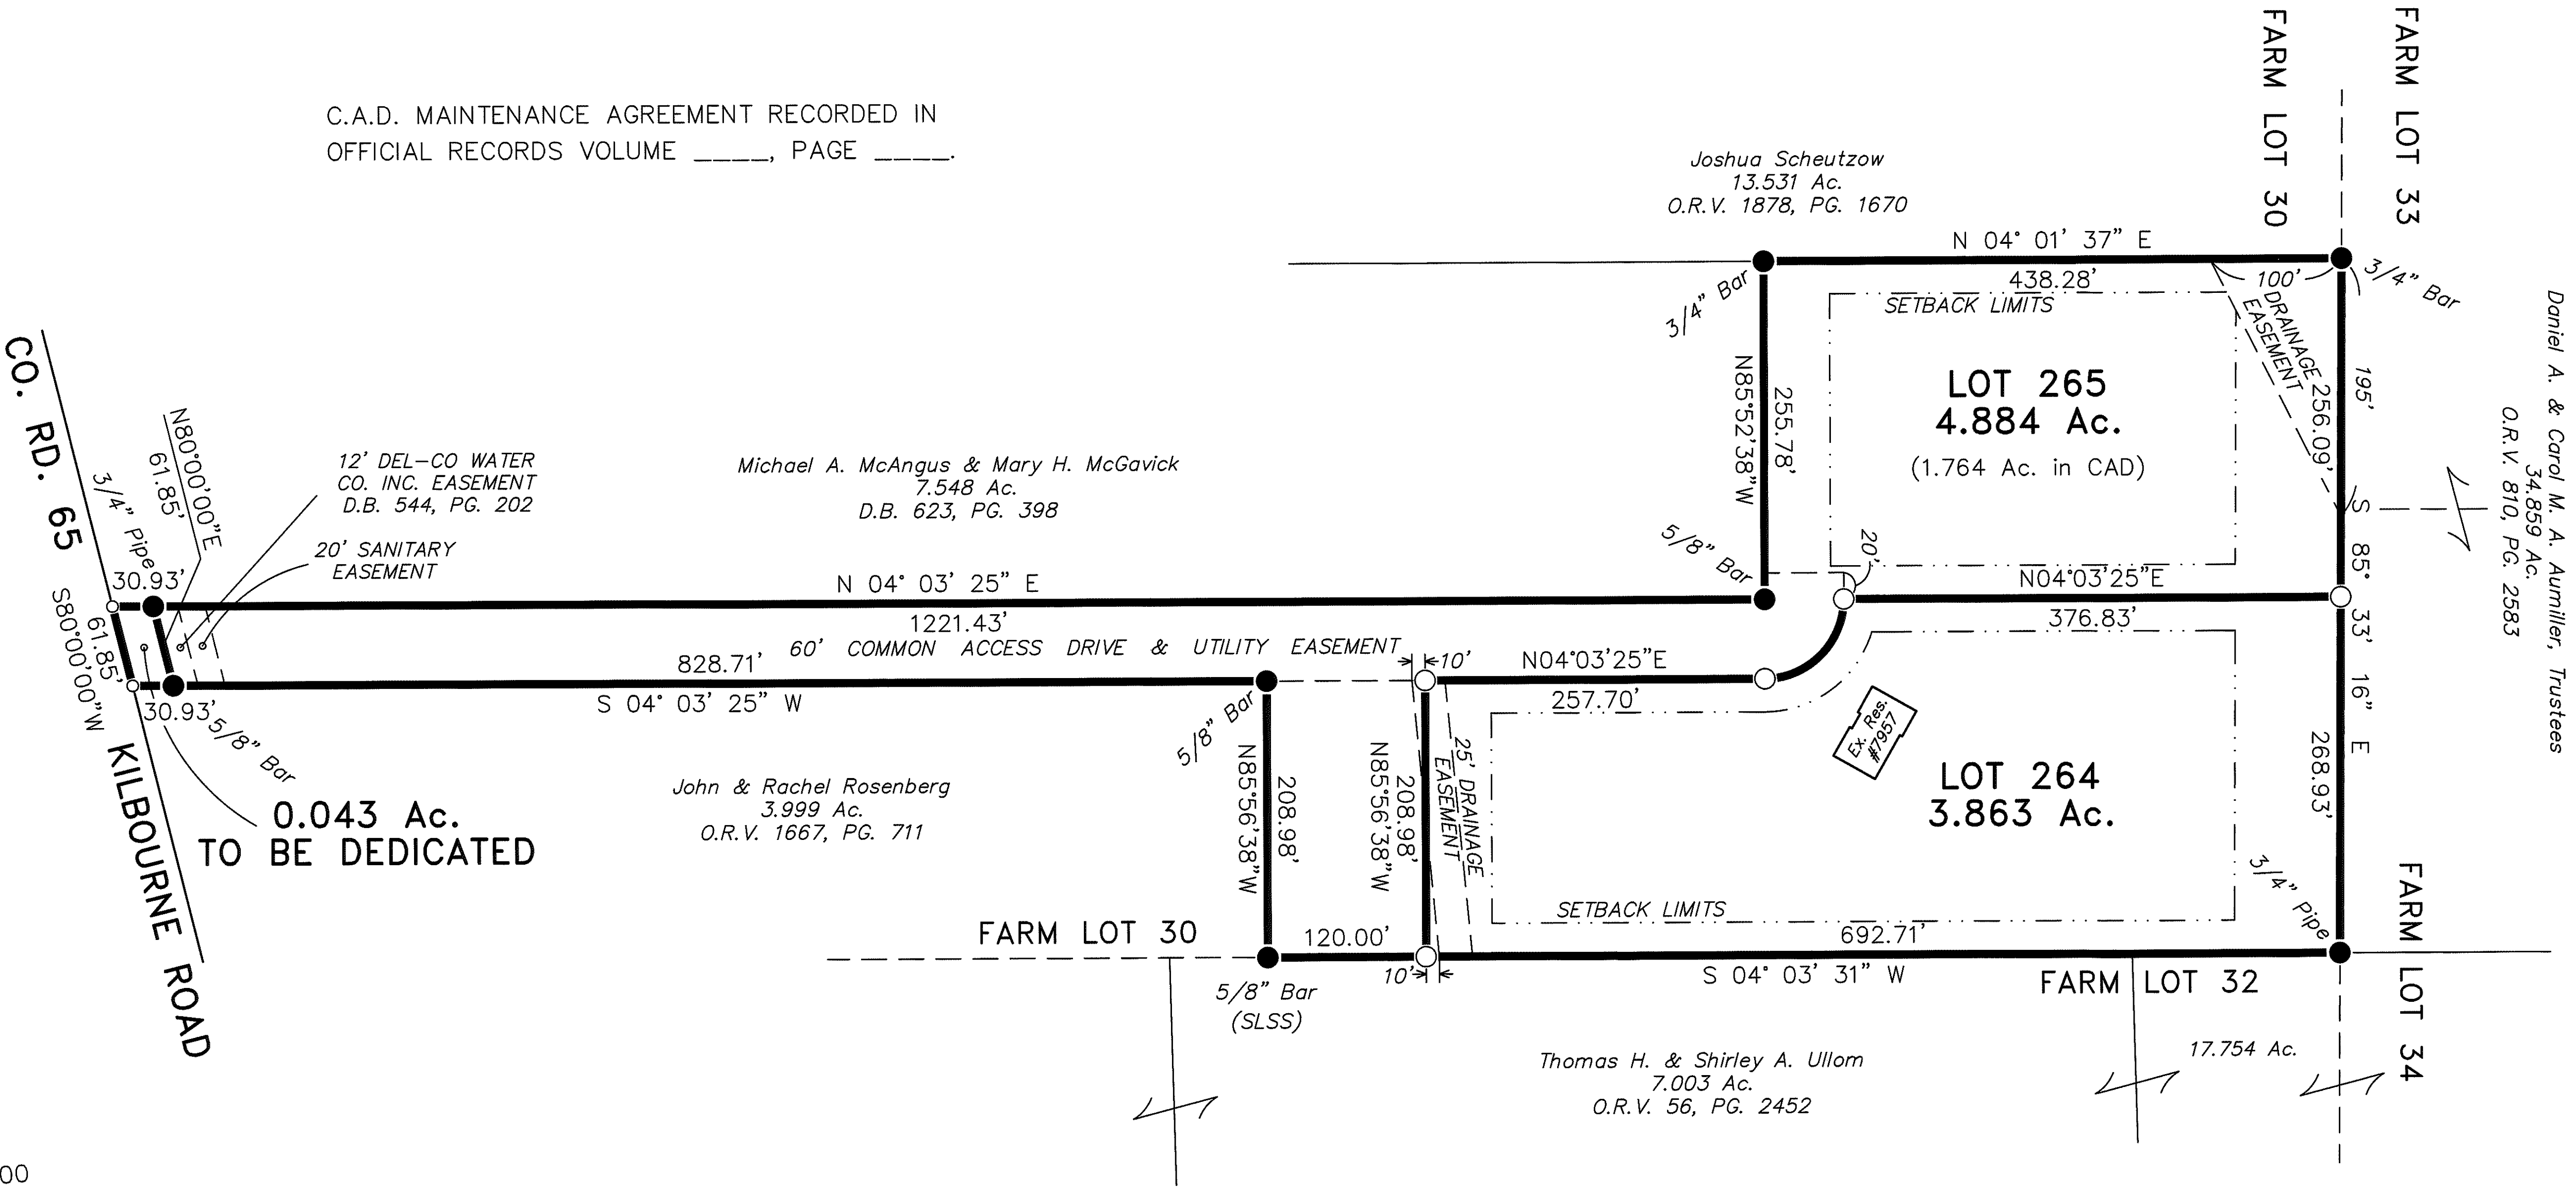 C.A.D. MAINTENANCE AGREEMENT RECORDED IN
OFFICIAL RECORDS VOLUME ____, PAGE ____.
Joshua Scheutzow
13.531 Ac.
O.R.V. 1878, PG. 1670
FARM LOT 30
FARM LOT 33
N 04° 01' 37" E
438.28'
100'
3/4" Bar
3/4" Bar
SETBACK LIMITS
DRAINAGE
EASEMENT
195'
256.09'
N85°52'38"W
255.78'
LOT 265
4.884 Ac.
(1.764 Ac. in CAD)
Daniel A. & Carol M. A. Aumiller, Trustees
34.859 Ac.
O.R.V. 810, PG. 2583
S 85° 33' 16" E
CO. RD. 65
KILBOURNE ROAD
N80°00'00"E
61.85'
3/4" Pipe
12' DEL-CO WATER
CO. INC. EASEMENT
D.B. 544, PG. 202
20' SANITARY
EASEMENT
Michael A. McAngus & Mary H. McGavick
7.548 Ac.
D.B. 623, PG. 398
5/8" Bar
20'
30.93'
N 04° 03' 25" E
1221.43'
N04°03'25"E
376.83'
61.85'
S80°00'00"W
60' COMMON ACCESS DRIVE & UTILITY EASEMENT
828.71'
S 04° 03' 25" W
10'
N04°03'25"E
257.70'
30.93'
5/8" Bar
5/8" Bar
Ex. Res.
#7957
0.043 Ac.
TO BE DEDICATED
John & Rachel Rosenberg
3.999 Ac.
O.R.V. 1667, PG. 711
N85°56'38"W
208.98'
N85°56'38"W
208.98'
25' DRAINAGE
EASEMENT
LOT 264
3.863 Ac.
268.93'
3/4" Pipe
SETBACK LIMITS
FARM LOT 30
120.00'
692.71'
10'
S 04° 03' 31" W
FARM LOT 32
FARM LOT 34
5/8" Bar
(SLSS)
Thomas H. & Shirley A. Ullom
7.003 Ac.
O.R.V. 56, PG. 2452
17.754 Ac.
00